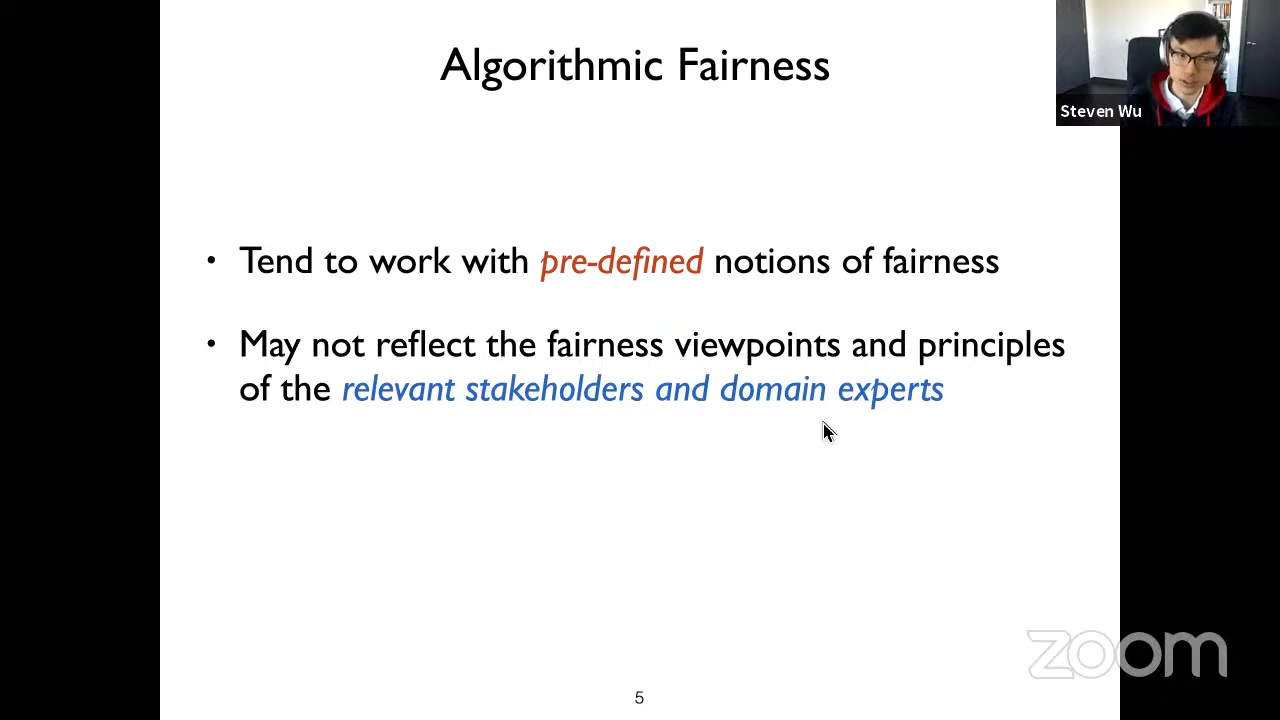 Algorithmic Fairness
Steven Wu
• Tend to work with pre-defined notions of fairness
• May not reflect the fairness viewpoints and principles
of the relevant stakeholders and domain experts
zoom
5